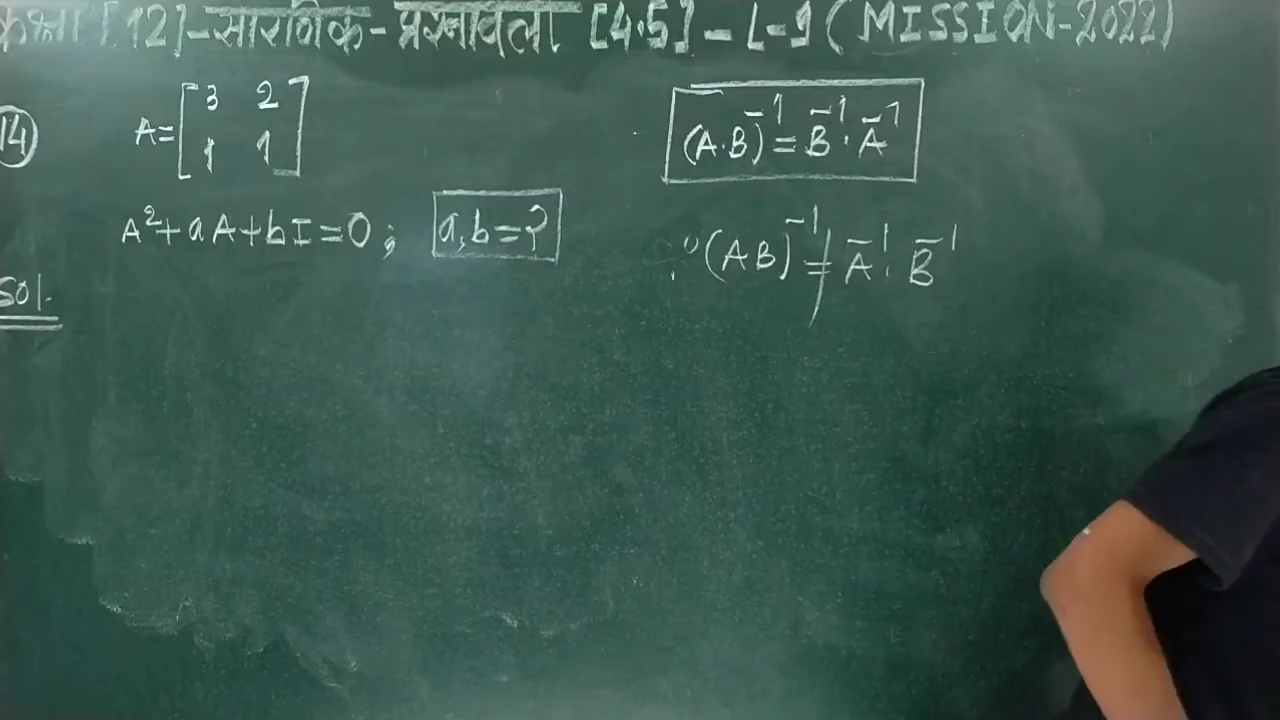 कक्षा [12]-सारणिक-प्रश्नावली [4.5] - L-1 ( MISSION-2022)
14 A = [3 2
1 1]
A² + aA + bI = 0 ; a,b = ?
Sol.
(A.B)⁻¹ = B⁻¹ . A⁻¹
(AB)⁻¹ ≠ A⁻¹ . B⁻¹